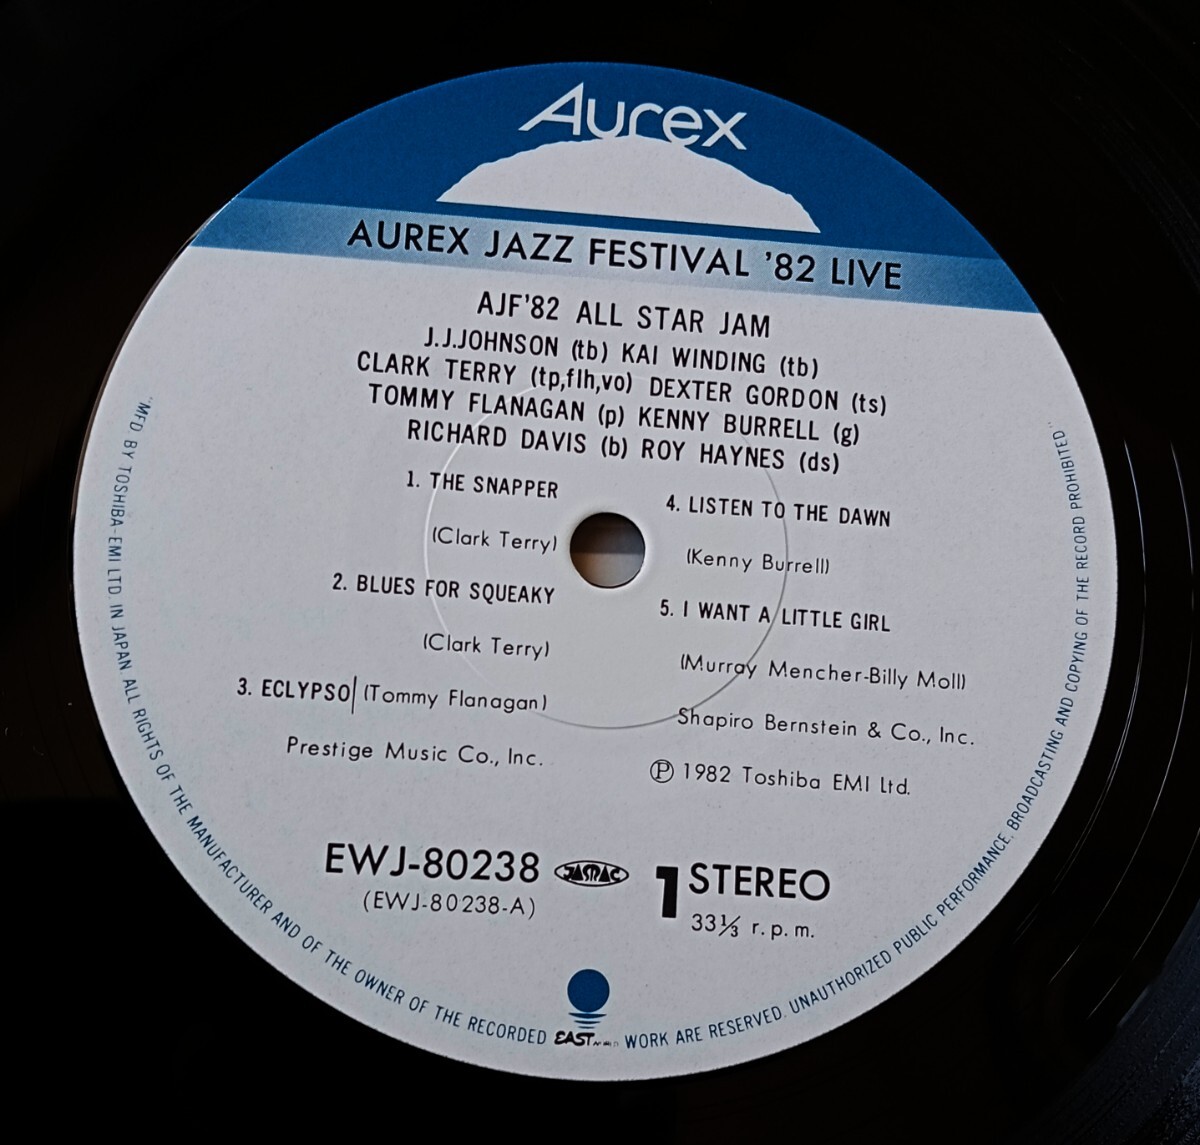 Aurex
AUREX JAZZ FESTIVAL '82 LIVE
AJF'82 ALL STAR JAM
J.J.JOHNSON (tb) KAI WINDING (tb)
CLARK TERRY (tp,flh,vo) DEXTER GORDON (ts)
TOMMY FLANAGAN (p) KENNY BURRELL (g)
RICHARD DAVIS (b) ROY HAYNES (ds)
1. THE SNAPPER
(Clark Terry)
2. BLUES FOR SQUEAKY
(Clark Terry)
3. ECLYPSO (Tommy Flanagan)
Prestige Music Co., Inc.
4. LISTEN TO THE DAWN
(Kenny Burrell)
5. I WANT A LITTLE GIRL
(Murray Mencher-Billy Moll)
Shapiro Bernstein & Co., Inc.
Ⓟ 1982 Toshiba EMI Ltd.
EWJ-80238 JASRAC 1 STEREO
(EWJ-80238-A) 33⅓ r.p.m.
"MFD. BY TOSHIBA-EMI LTD. IN JAPAN. ALL RIGHTS OF THE MANUFACTURER AND OF THE OWNER OF THE RECORDED WORK ARE RESERVED. UNAUTHORIZED PUBLIC PERFORMANCE. BROADCASTING AND COPYING OF THE RECORD PROHIBITED
EAST